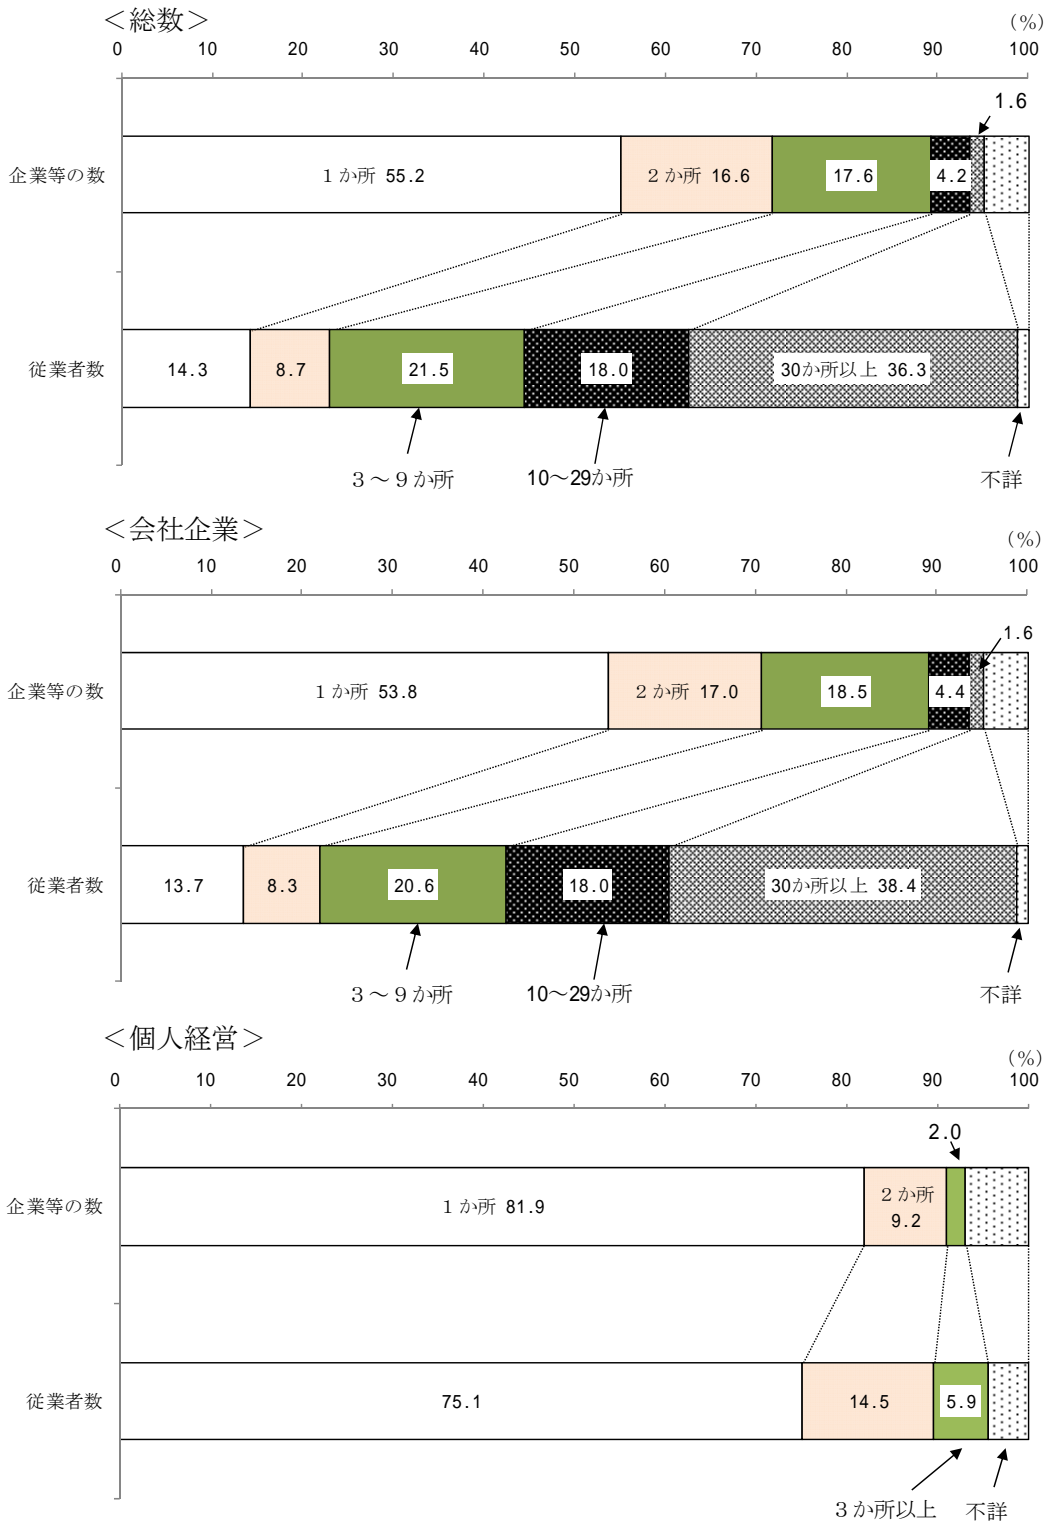 ＜総数＞
(%)
0 10 20 30 40 50 60 70 80 90 100
1.6
企業等の数 １か所 55.2 ２か所 16.6 17.6 4.2
従業者数 14.3 8.7 21.5 18.0 30か所以上 36.3
３～９か所 10～29か所 不詳
＜会社企業＞
(%)
0 10 20 30 40 50 60 70 80 90 100
1.6
企業等の数 １か所 53.8 ２か所 17.0 18.5 4.4
従業者数 13.7 8.3 20.6 18.0 30か所以上 38.4
３～９か所 10～29か所 不詳
＜個人経営＞
(%)
0 10 20 30 40 50 60 70 80 90 100
2.0
企業等の数 １か所 81.9 ２か所
9.2
従業者数 75.1 14.5 5.9
３か所以上 不詳